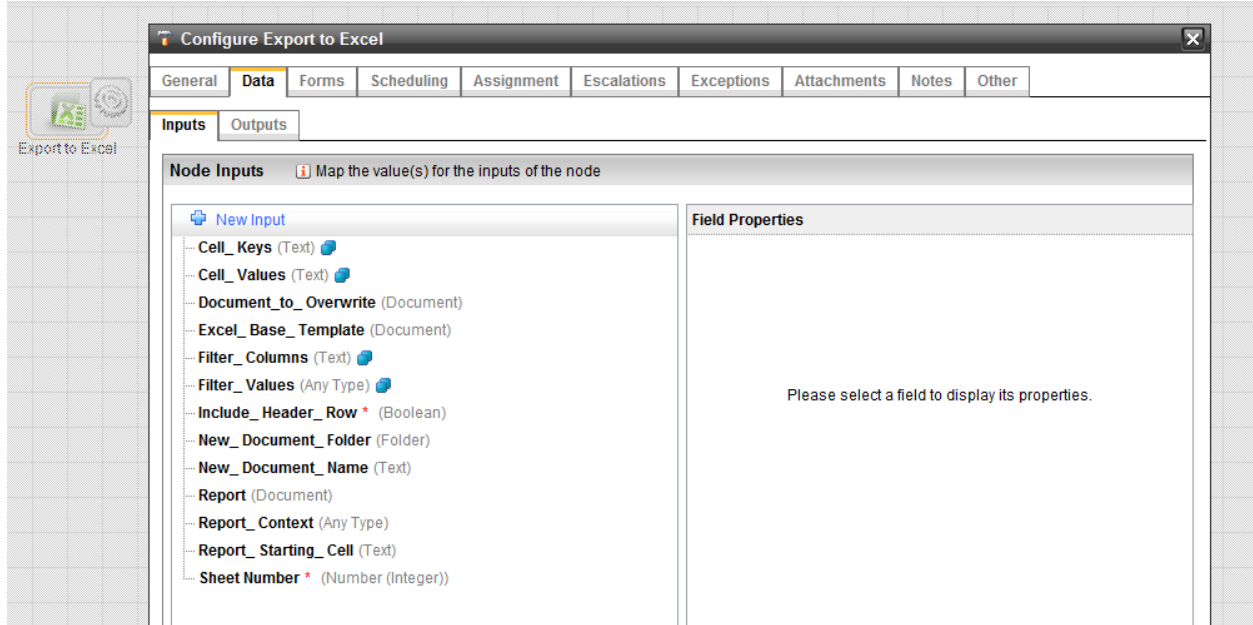 Configure Export to Excel
General Data Forms Scheduling Assignment Escalations Exceptions Attachments Notes Other
Export to Excel
Inputs Outputs
Node Inputs Map the value(s) for the inputs of the node
New Input
Field Properties
Cell_ Keys (Text)
Cell_ Values (Text)
Document_to_ Overwrite (Document)
Excel_ Base_ Template (Document)
Filter_ Columns (Text)
Filter_ Values (Any Type)
Please select a field to display its properties.
Include_ Header_ Row * (Boolean)
New_ Document_ Folder (Folder)
New_ Document_ Name (Text)
Report (Document)
Report_ Context (Any Type)
Report_ Starting_ Cell (Text)
Sheet Number * (Number (Integer))